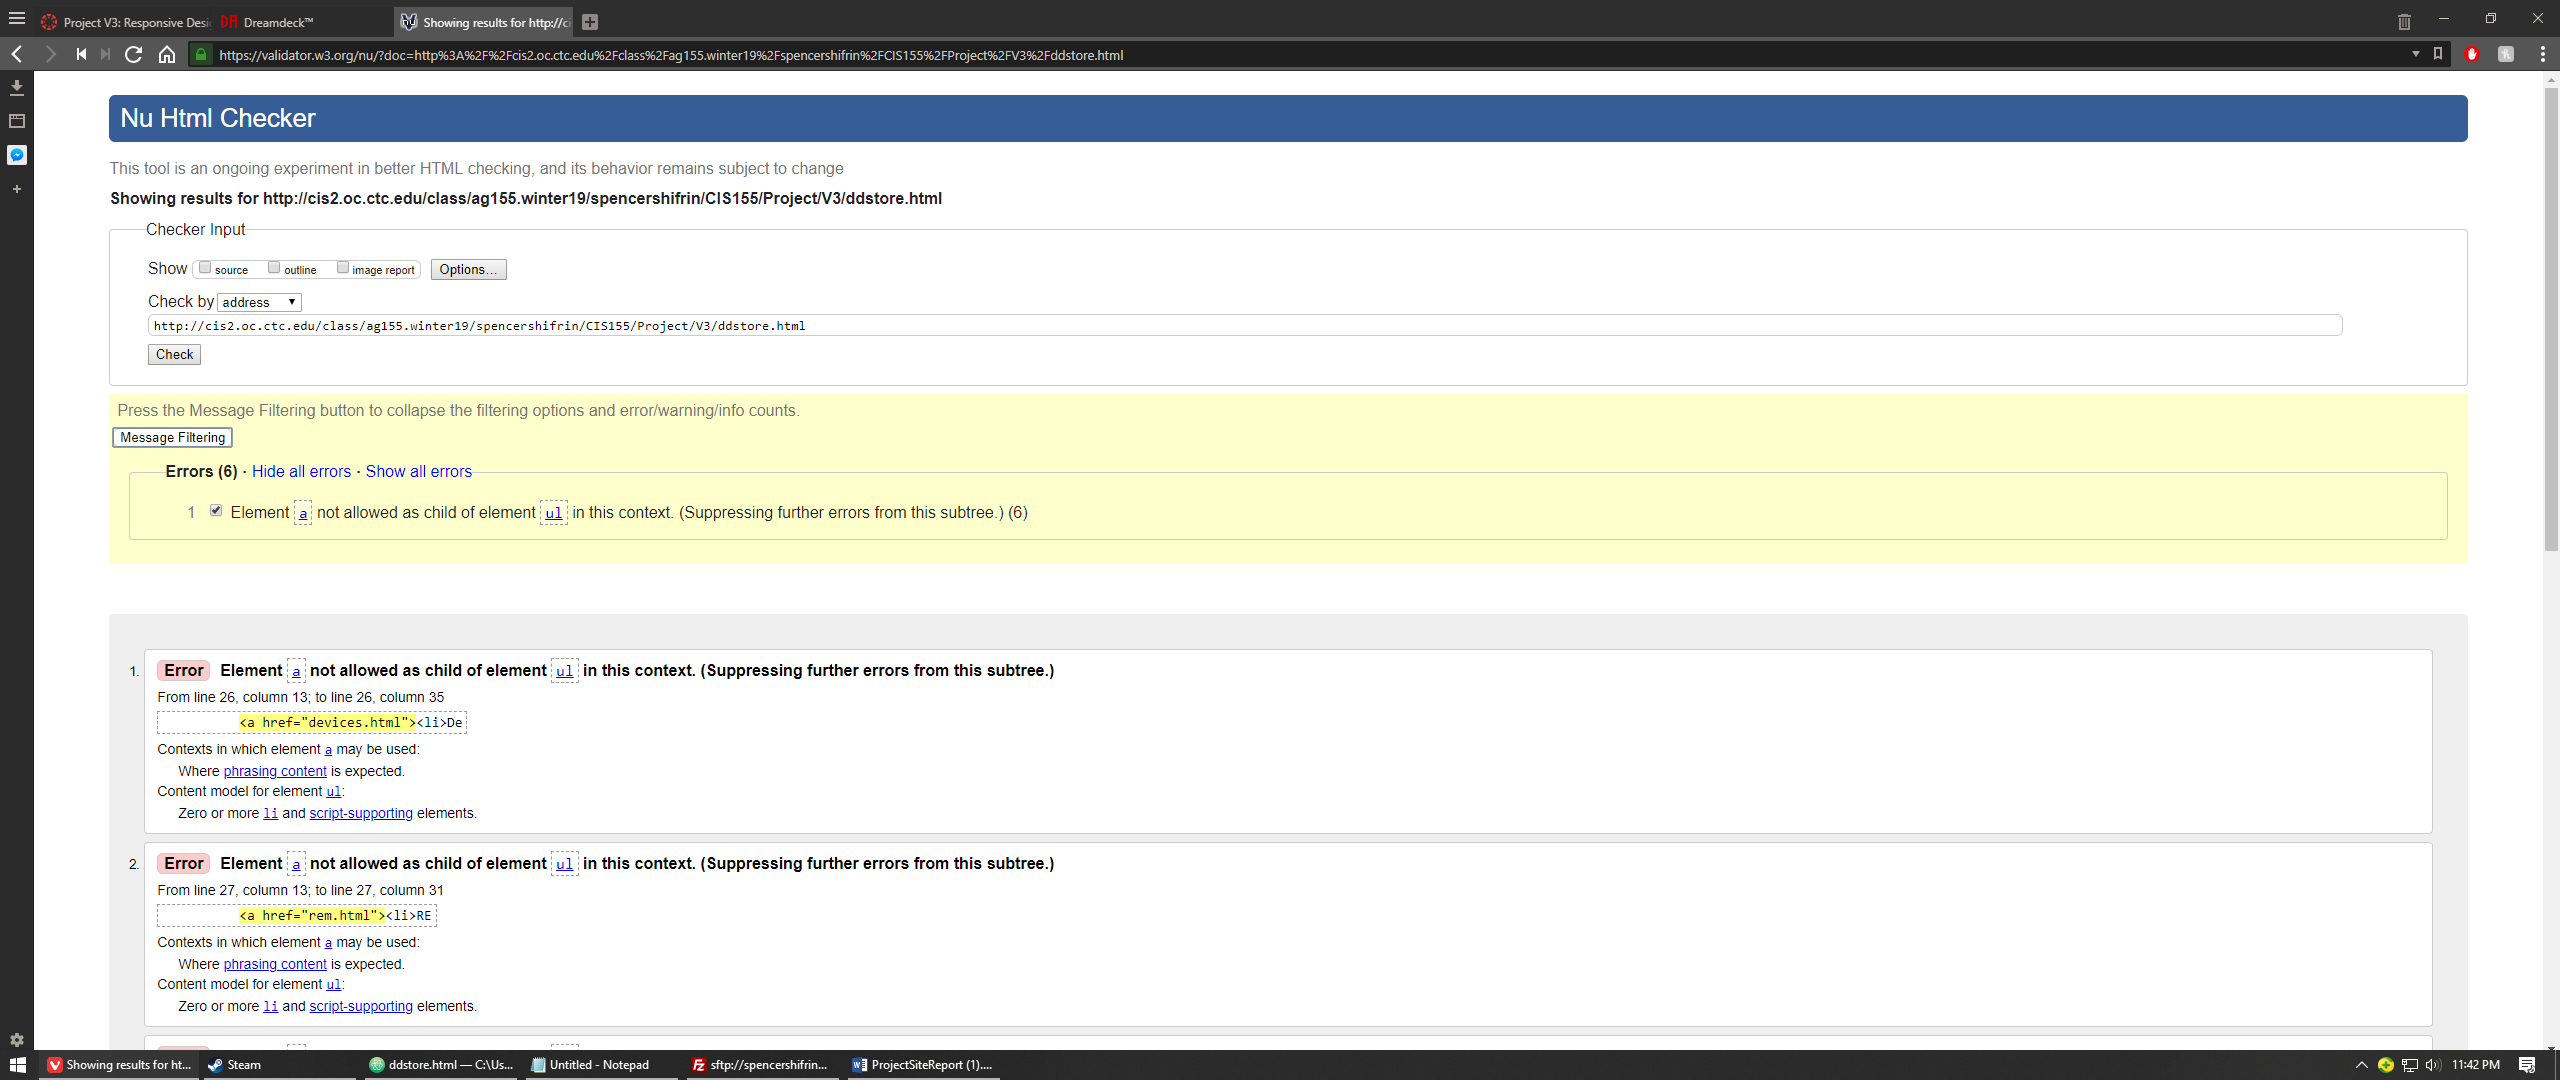 Project V3: Responsive Desi
Dreamdeck™
Showing results for http://ci
https://validator.w3.org/nu/?doc=http%3A%2F%2Fcis2.oc.ctc.edu%2Fclass%2Fag155.winter19%2Fspencershifrin%2FCIS155%2FProject%2FV3%2Fddstore.html
Nu Html Checker
This tool is an ongoing experiment in better HTML checking, and its behavior remains subject to change
Showing results for http://cis2.oc.ctc.edu/class/ag155.winter19/spencershifrin/CIS155/Project/V3/ddstore.html
Checker Input
Show source outline image report Options...
Check by address
http://cis2.oc.ctc.edu/class/ag155.winter19/spencershifrin/CIS155/Project/V3/ddstore.html
Check
Press the Message Filtering button to collapse the filtering options and error/warning/info counts.
Message Filtering
Errors (6) · Hide all errors · Show all errors
1 Element a not allowed as child of element ul in this context. (Suppressing further errors from this subtree.) (6)
1. Error Element a not allowed as child of element ul in this context. (Suppressing further errors from this subtree.)
From line 26, column 13; to line 26, column 35
<a href="devices.html"><li>De
Contexts in which element a may be used:
Where phrasing content is expected.
Content model for element ul:
Zero or more li and script-supporting elements.
2. Error Element a not allowed as child of element ul in this context. (Suppressing further errors from this subtree.)
From line 27, column 13; to line 27, column 31
<a href="rem.html"><li>RE
Contexts in which element a may be used:
Where phrasing content is expected.
Content model for element ul:
Zero or more li and script-supporting elements.
Showing results for ht...
Steam
ddstore.html — C:\Us...
Untitled - Notepad
sftp://spencershifrin...
ProjectSiteReport (1)....
11:42 PM